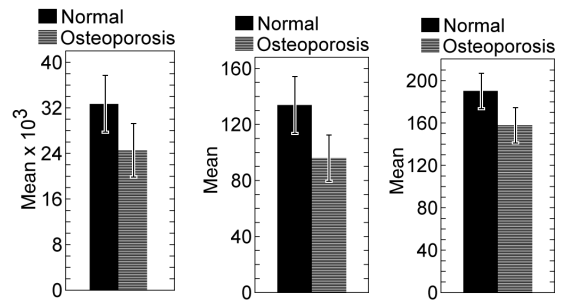 Normal
Osteoporosis
Mean x 10³
40
32
24
16
8
0
Normal
Osteoporosis
Mean
160
120
80
40
0
Normal
Osteoporosis
Mean
200
160
120
80
40
0